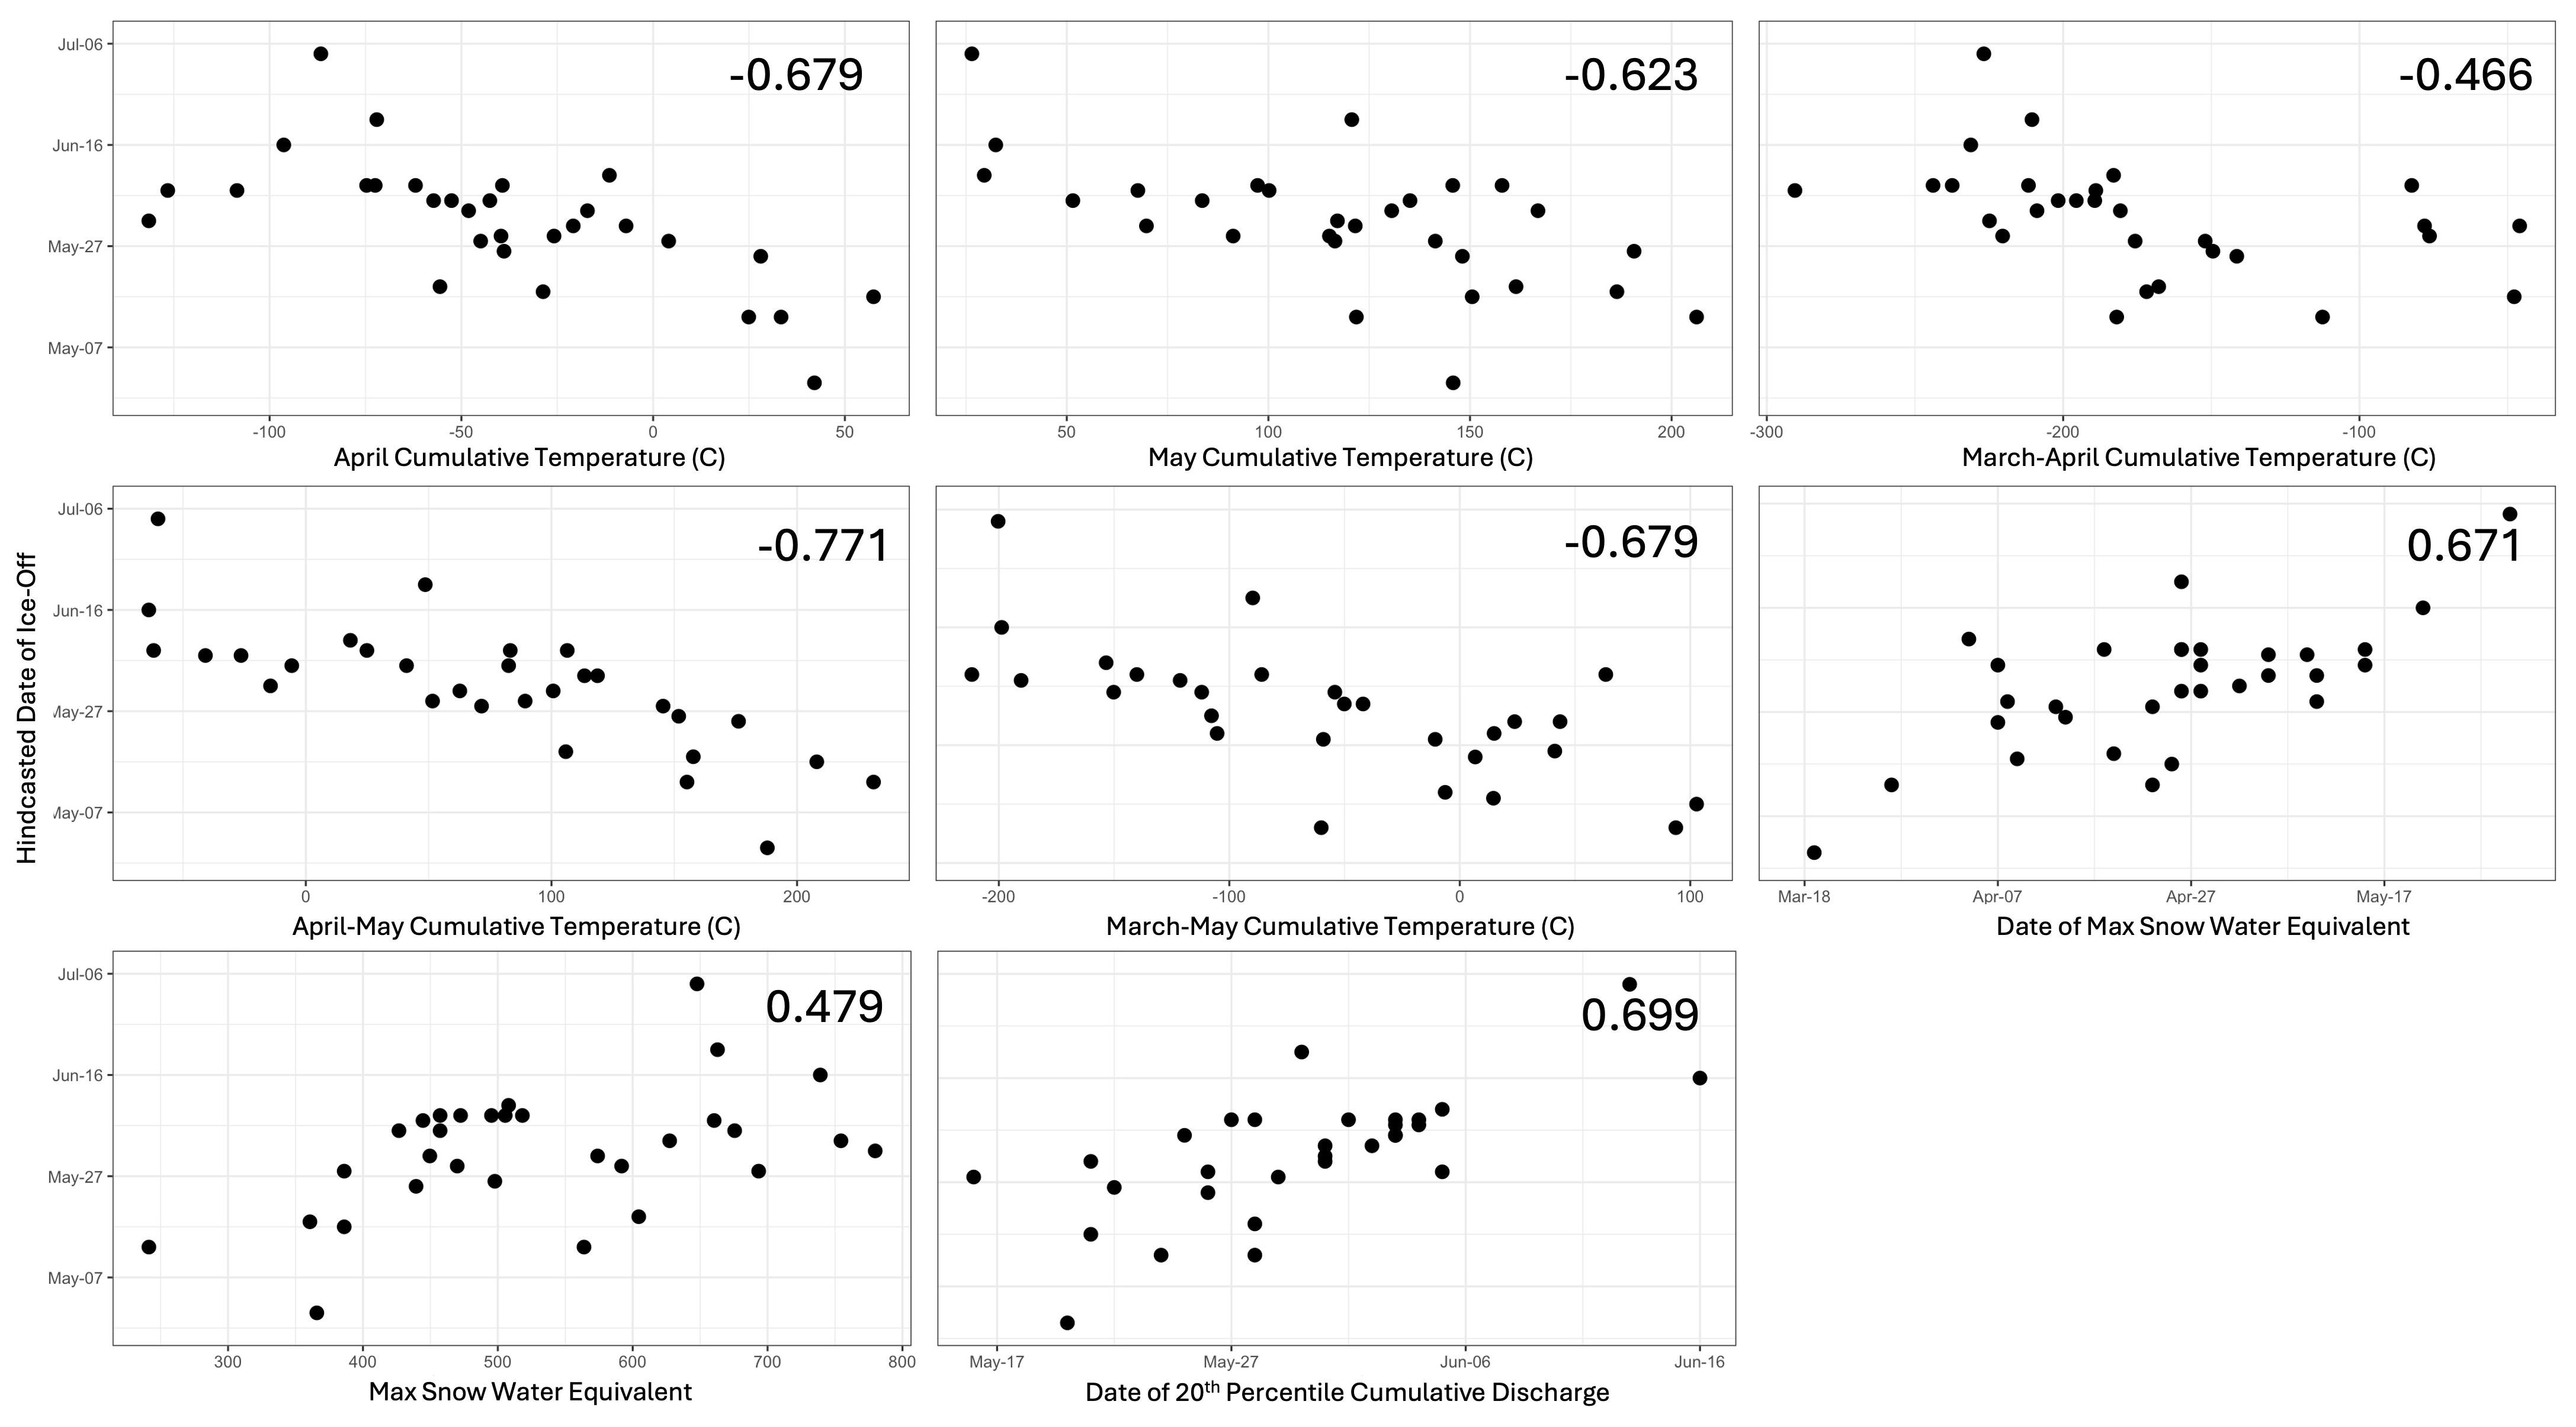 Hindcasted Date of Ice-Off
Jul-06
Jun-16
May-27
May-07
-0.679
-100 -50 0 50
April Cumulative Temperature (C)
-0.623
50 100 150 200
May Cumulative Temperature (C)
-0.466
-300 -200 -100
March-April Cumulative Temperature (C)
Jul-06
Jun-16
May-27
May-07
-0.771
0 100 200
April-May Cumulative Temperature (C)
-0.679
-200 -100 0 100
March-May Cumulative Temperature (C)
0.671
Mar-18 Apr-07 Apr-27 May-17
Date of Max Snow Water Equivalent
Jul-06
Jun-16
May-27
May-07
0.479
300 400 500 600 700 800
Max Snow Water Equivalent
0.699
May-17 May-27 Jun-06 Jun-16
Date of 20th Percentile Cumulative Discharge